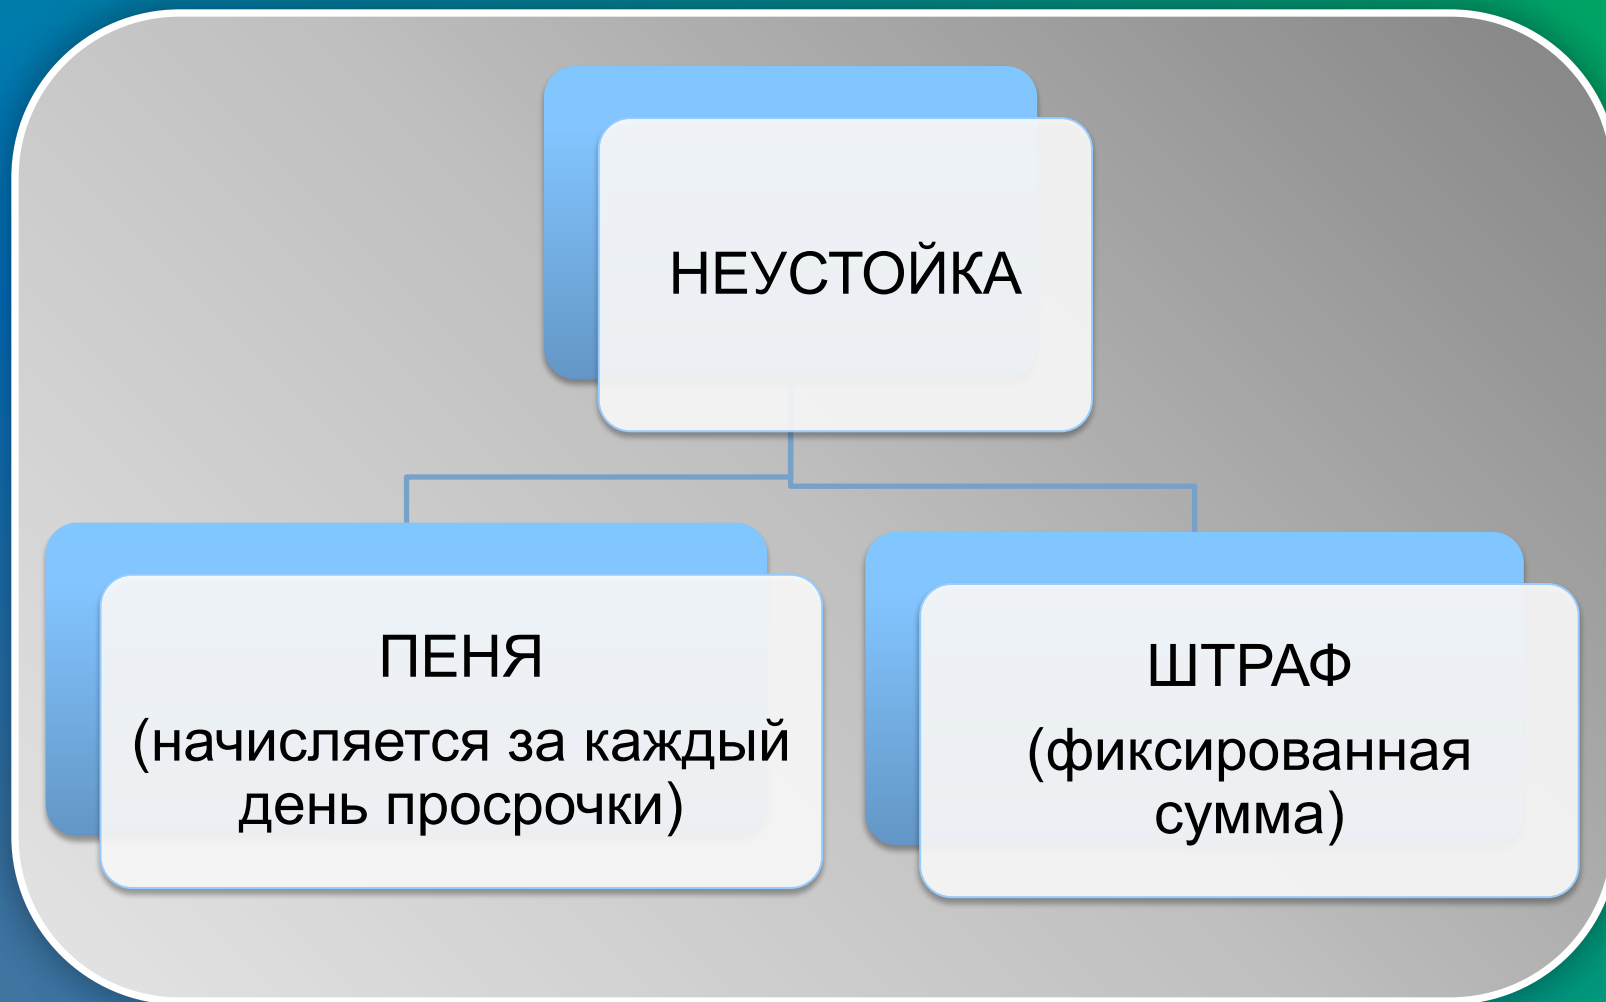 НЕУСТОЙКА
ПЕНЯ
(начисляется за каждый
день просрочки)
ШТРАФ
(фиксированная
сумма)